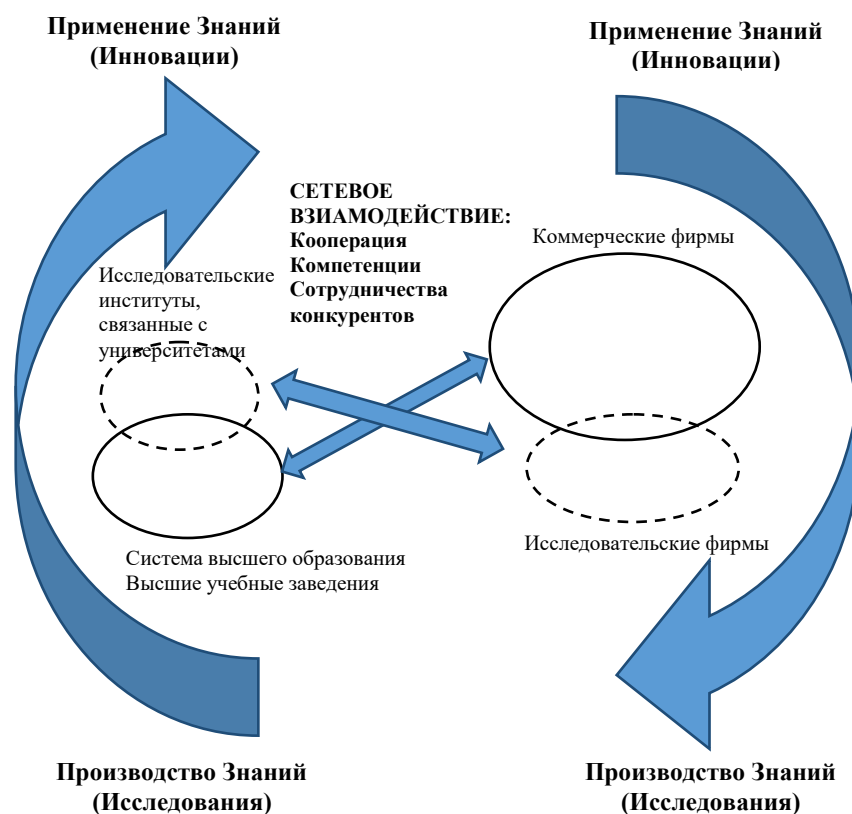 Применение Знаний
(Инновации)
Применение Знаний
(Инновации)
СЕТЕВОЕ
ВЗИАМОДЕЙСТВИЕ:
Кооперация
Компетенции
Сотрудничества
конкурентов
Коммерческие фирмы
Исследовательские
институты,
связанные с
университетами
Система высшего образования
Высшие учебные заведения
Исследовательские фирмы
Производство Знаний
(Исследования)
Производство Знаний
(Исследования)